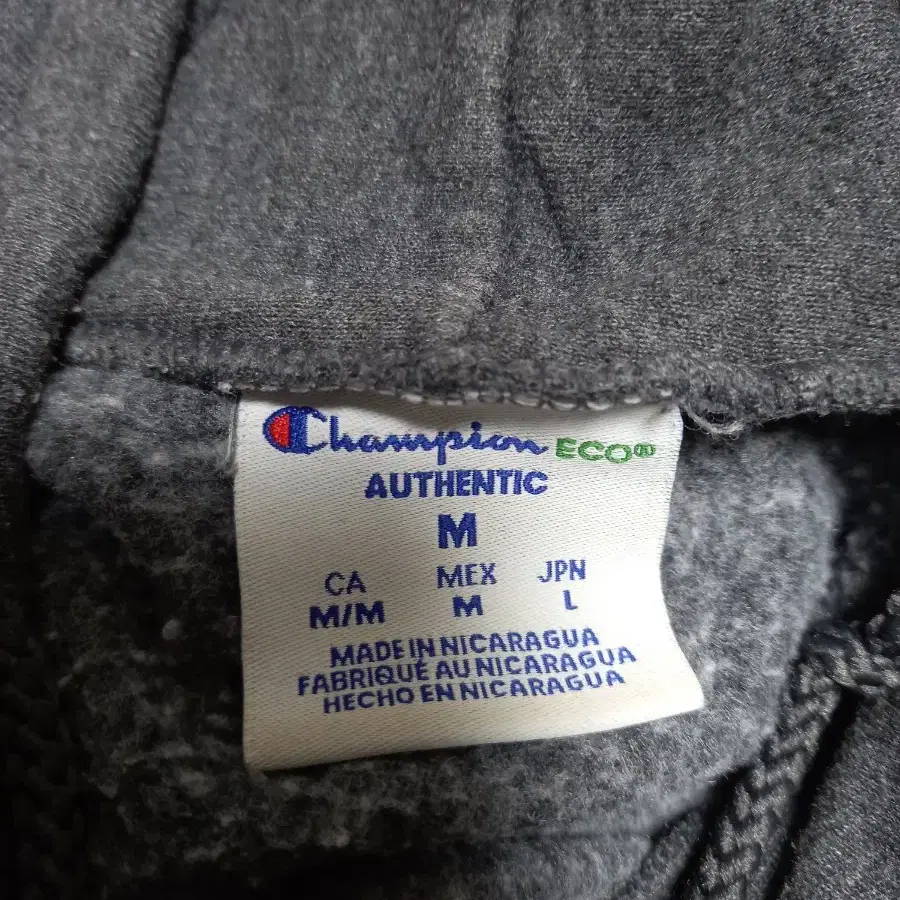 Champion ECO®
AUTHENTIC
M
CA MEX JPN
M/M M L
MADE IN NICARAGUA
FABRIQUÉ AU NICARAGUA
HECHO EN NICARAGUA